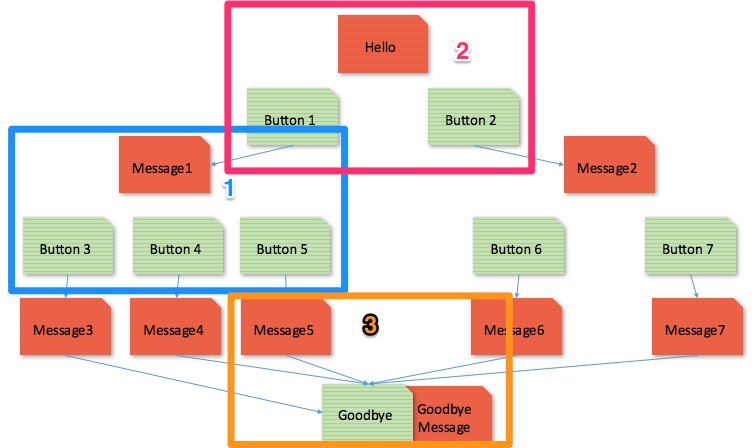 Hello
2
Button 1
Button 2
Message1
Message2
1
Button 3
Button 4
Button 5
Button 6
Button 7
Message3
Message4
Message5
3
Message6
Message7
Goodbye
Goodbye
Message